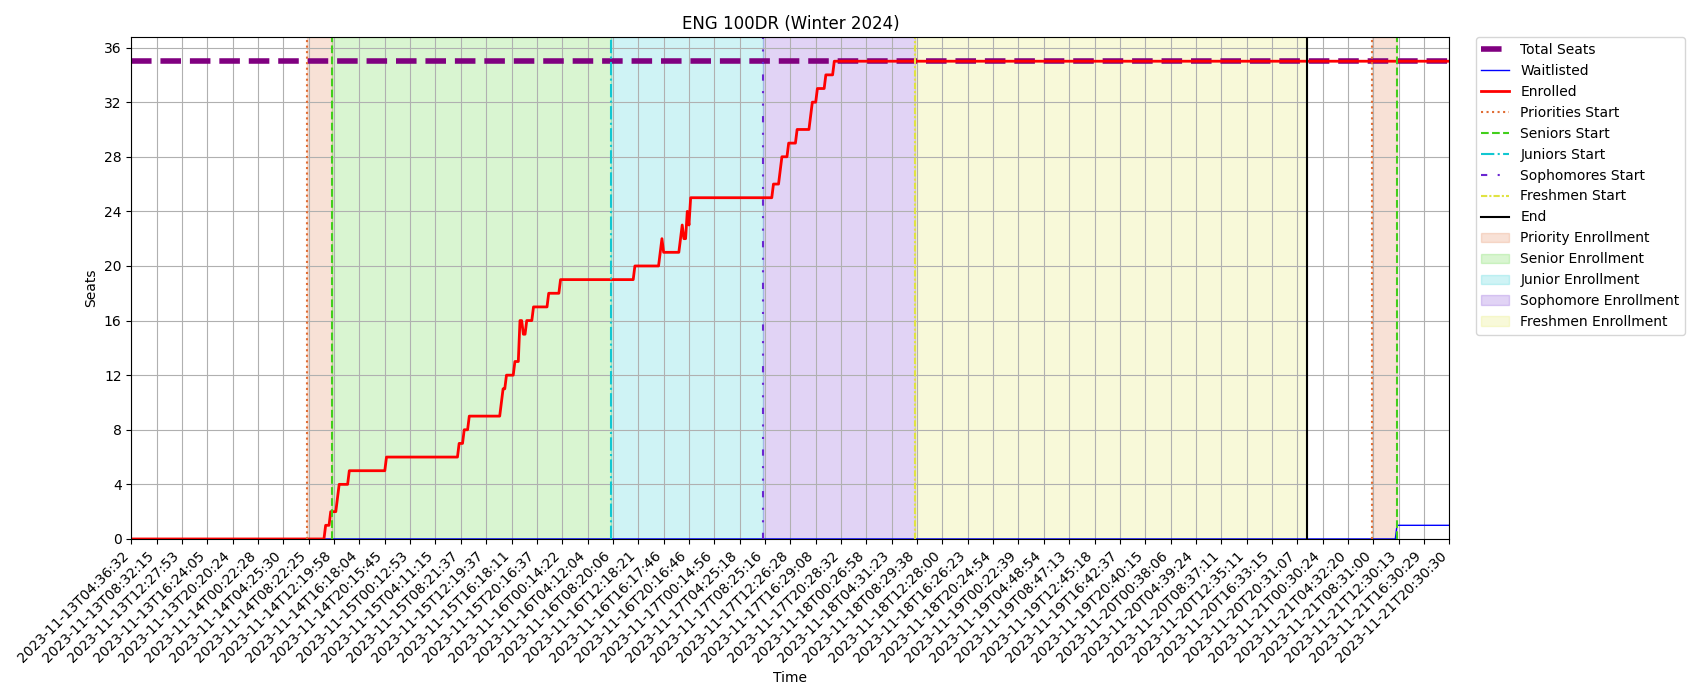 ENG 100DR (Winter 2024)
36
32
28
24
20
16
12
8
4
0
Seats
2023-11-13T04:36:32
2023-11-13T08:32:15
2023-11-13T12:27:53
2023-11-13T16:24:05
2023-11-13T20:20:24
2023-11-14T00:22:28
2023-11-14T04:25:30
2023-11-14T08:22:25
2023-11-14T12:19:58
2023-11-14T16:18:04
2023-11-14T20:15:45
2023-11-15T00:12:53
2023-11-15T04:11:15
2023-11-15T08:21:37
2023-11-15T12:19:37
2023-11-15T16:18:11
2023-11-15T20:16:37
2023-11-16T00:14:22
2023-11-16T04:12:04
2023-11-16T08:20:06
2023-11-16T12:18:21
2023-11-16T16:17:46
2023-11-16T20:16:46
2023-11-17T00:14:56
2023-11-17T04:25:18
2023-11-17T08:25:16
2023-11-17T12:26:28
2023-11-17T16:29:08
2023-11-17T20:28:32
2023-11-18T00:26:58
2023-11-18T04:31:23
2023-11-18T08:29:38
2023-11-18T12:28:00
2023-11-18T16:26:23
2023-11-18T20:24:54
2023-11-19T00:22:39
2023-11-19T04:48:54
2023-11-19T08:47:13
2023-11-19T12:45:18
2023-11-19T16:42:37
2023-11-19T20:40:15
2023-11-20T00:38:06
2023-11-20T04:39:24
2023-11-20T08:37:11
2023-11-20T12:35:11
2023-11-20T16:33:15
2023-11-20T20:31:07
2023-11-21T00:30:24
2023-11-21T04:32:20
2023-11-21T08:31:00
2023-11-21T12:30:13
2023-11-21T16:30:29
2023-11-21T20:30:30
Time
Total Seats
Waitlisted
Enrolled
Priorities Start
Seniors Start
Juniors Start
Sophomores Start
Freshmen Start
End
Priority Enrollment
Senior Enrollment
Junior Enrollment
Sophomore Enrollment
Freshmen Enrollment